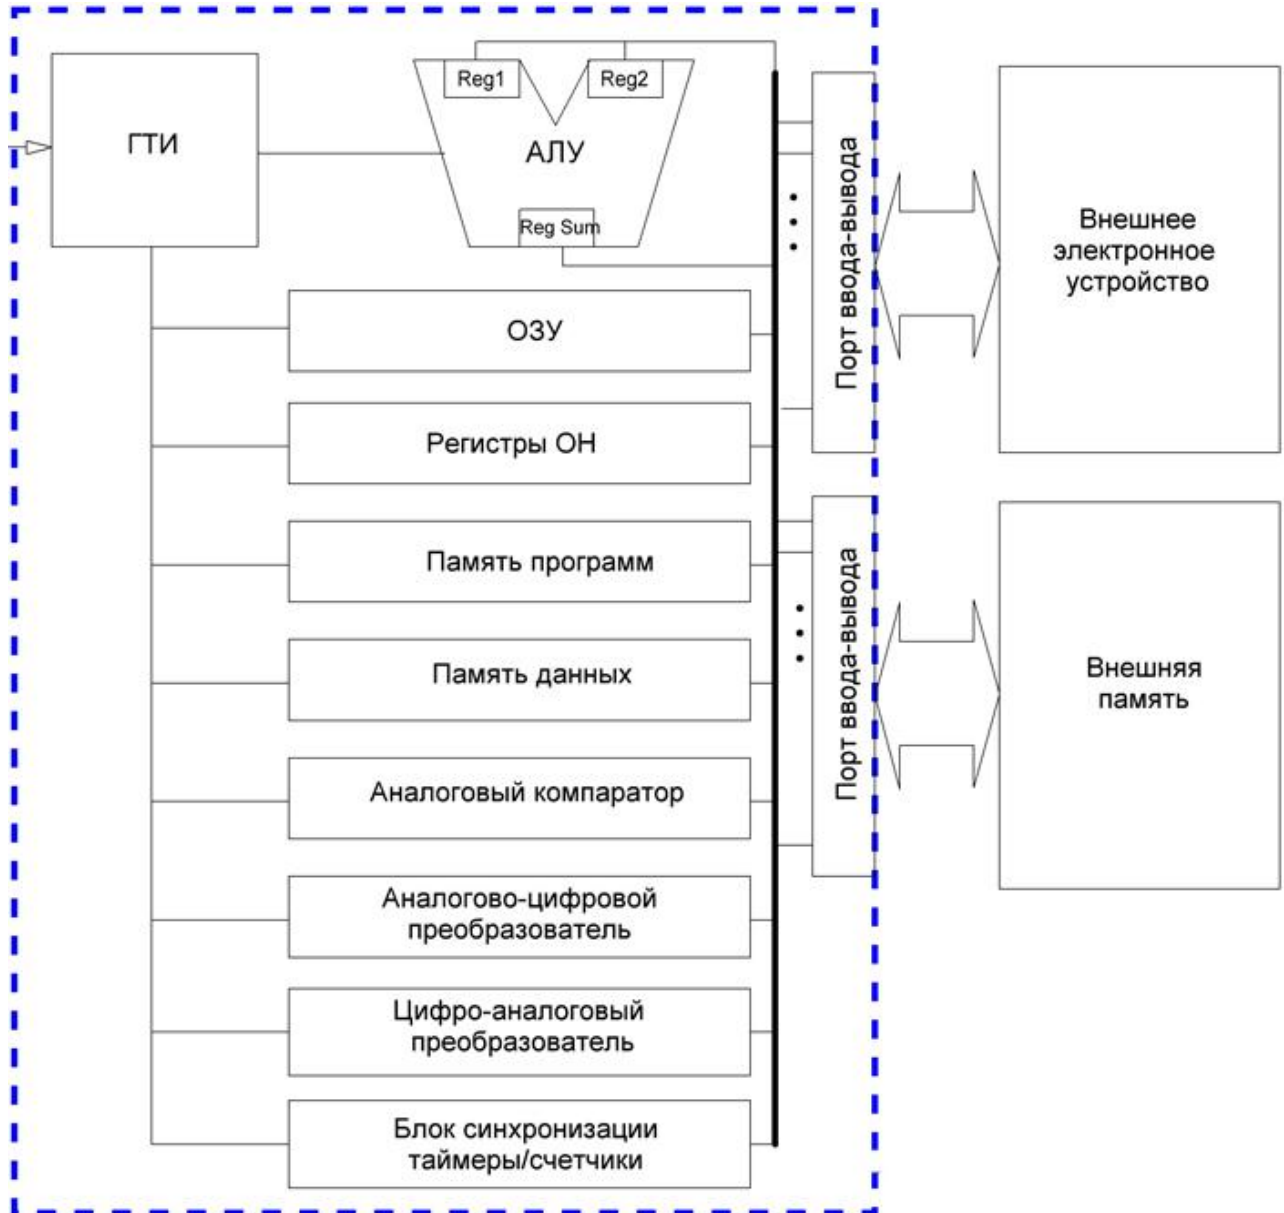 ГТИ
Reg1
Reg2
АЛУ
Reg Sum
ОЗУ
Регистры ОН
Память программ
Память данных
Аналоговый компаратор
Аналогово-цифровой
преобразователь
Цифро-аналоговый
преобразователь
Блок синхронизации
таймеры/счетчики
Порт ввода-вывода
Порт ввода-вывода
Внешнее
электронное
устройство
Внешняя
память